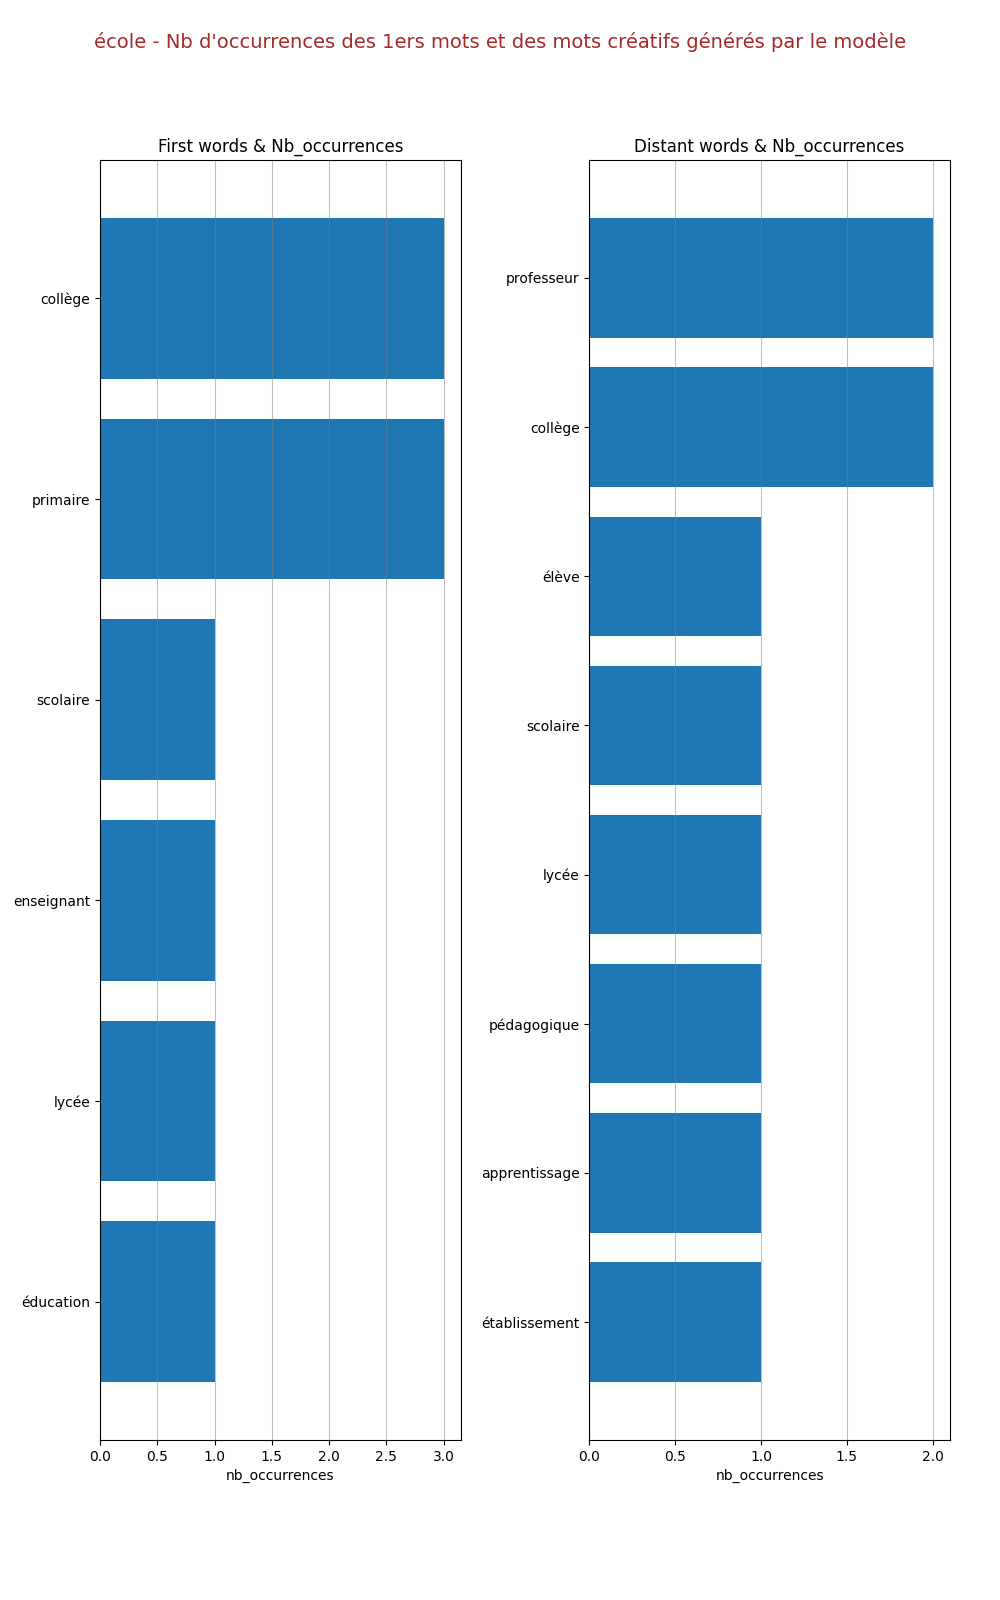 école - Nb d'occurrences des 1ers mots et des mots créatifs générés par le modèle
First words & Nb_occurrences
collège
primaire
scolaire
enseignant
lycée
éducation
0.0 0.5 1.0 1.5 2.0 2.5 3.0
nb_occurrences
Distant words & Nb_occurrences
professeur
collège
élève
scolaire
lycée
pédagogique
apprentissage
établissement
0.0 0.5 1.0 1.5 2.0
nb_occurrences